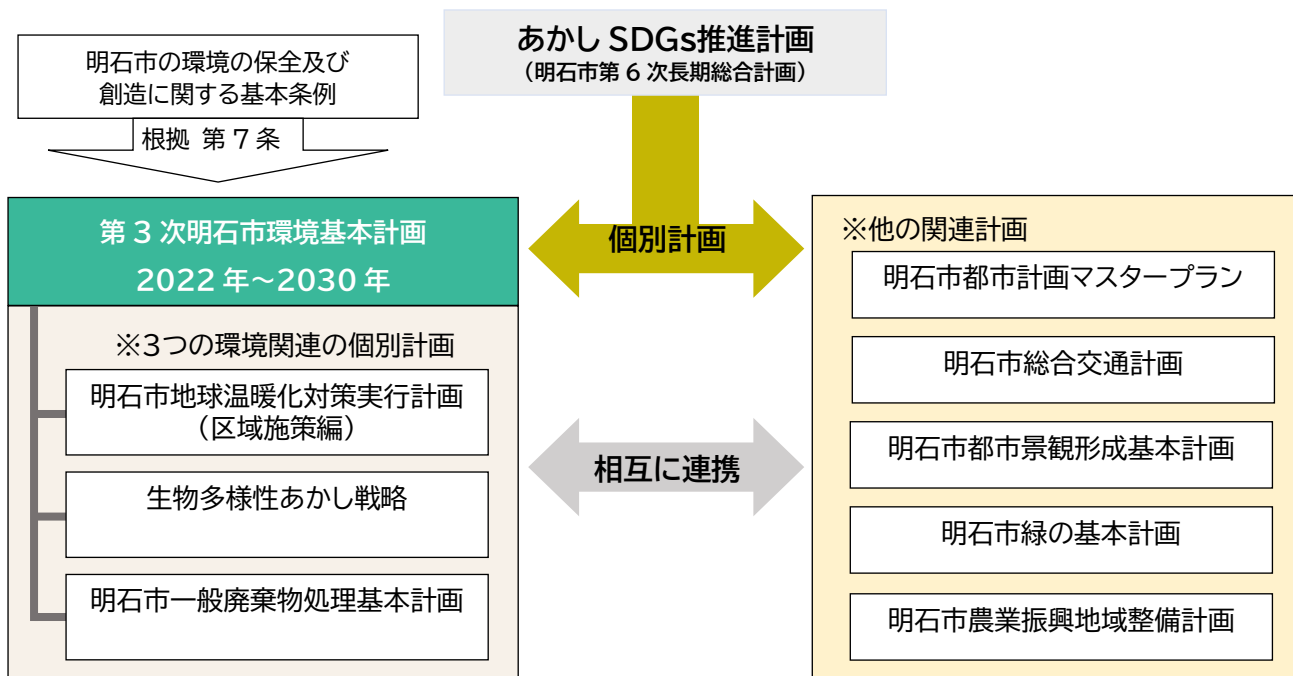 あかしSDGs推進計画
（明石市第6次長期総合計画）
明石市の環境の保全及び
創造に関する基本条例
根拠 第7条
第3次明石市環境基本計画
2022年～2030年
※3つの環境関連の個別計画
明石市地球温暖化対策実行計画
（区域施策編）
生物多様性あかし戦略
明石市一般廃棄物処理基本計画
個別計画
相互に連携
※他の関連計画
明石市都市計画マスタープラン
明石市総合交通計画
明石市都市景観形成基本計画
明石市緑の基本計画
明石市農業振興地域整備計画